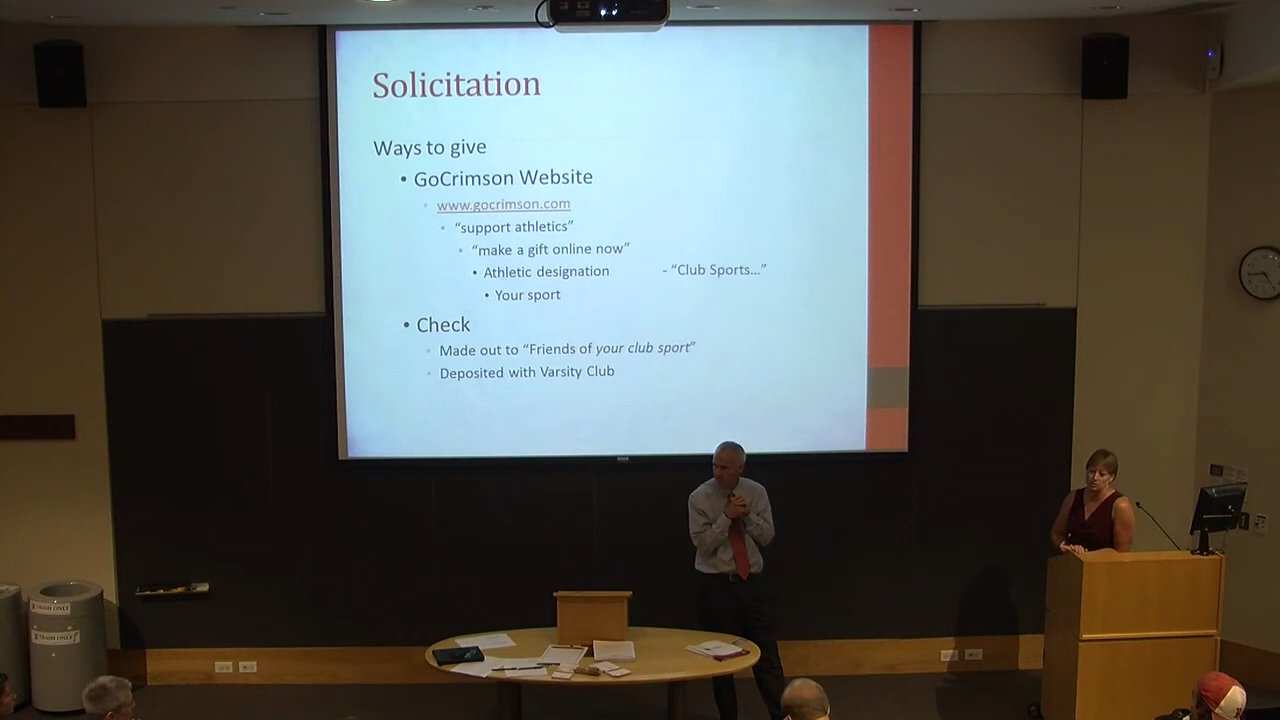 Solicitation
Ways to give
• GoCrimson Website
www.gocrimson.com
“support athletics”
“make a gift online now”
• Athletic designation - “Club Sports...”
• Your sport
• Check
Made out to “Friends of your club sport”
Deposited with Varsity Club
TRASH ONLY
TRASH ONLY